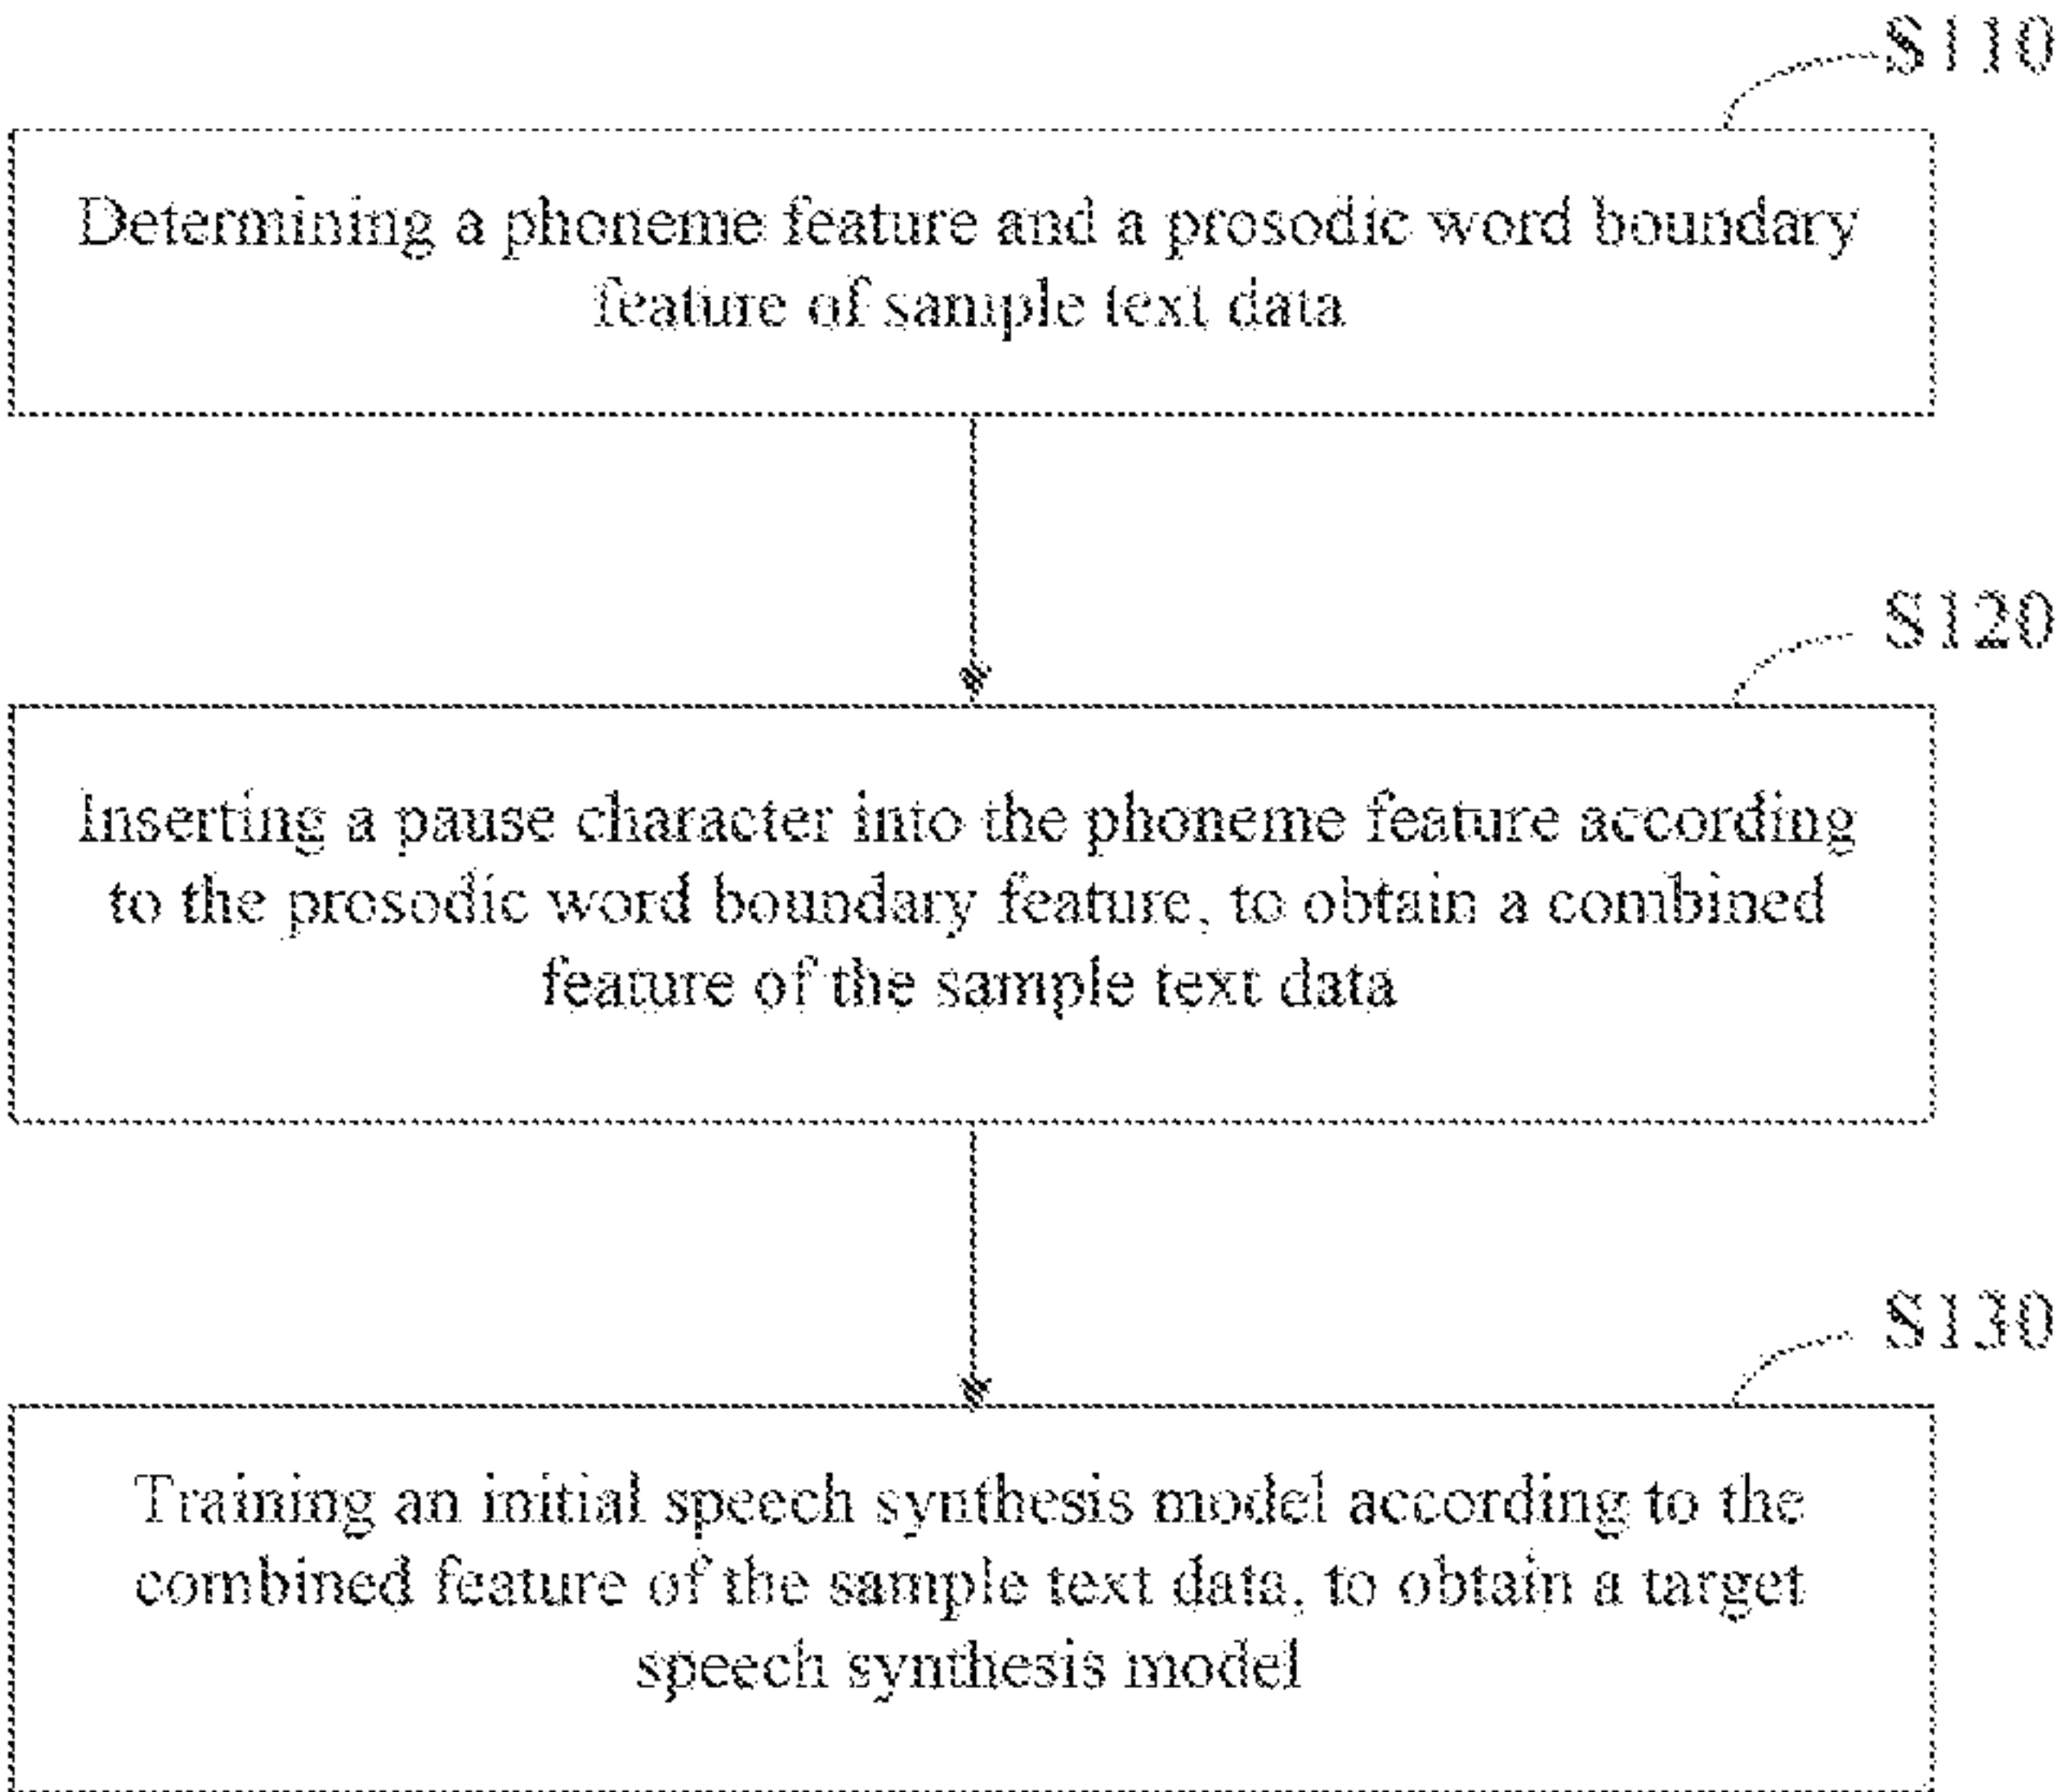 S110
Determining a phoneme feature and a prosodic word boundary
feature of sample text data
S120
Inserting a pause character into the phoneme feature according
to the prosodic word boundary feature, to obtain a combined
feature of the sample text data
S130
Training an initial speech synthesis model according to the
combined feature of the sample text data, to obtain a target
speech synthesis model